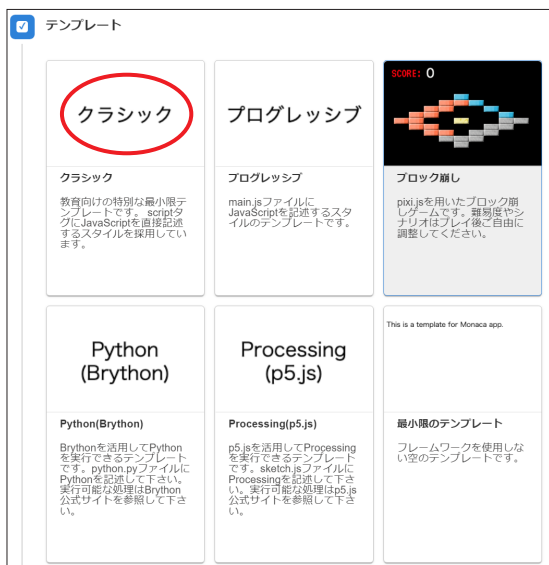 テンプレート
クラシック
クラシック
教育向けの特別な最小限テ
ンプレートです。 scriptタ
グにJavaScriptを直接記述
するスタイルを採用してい
ます。
プログレッシブ
プログレッシブ
main.jsファイルに
JavaScriptを記述するスタ
イルのテンプレートです。
SCORE: 0
ブロック崩し
pixi.jsを用いたブロック崩
しゲームです。難易度やシ
ナリオはプレイ後ご自由に
調整してください。
Python
(Brython)
Python(Brython)
Brythonを活用してPython
を実行できるテンプレート
です。python.pyファイルに
Pythonを記述して下さい。
実行可能な処理はBrython
公式サイトを参照して下さ
い。
Processing
(p5.js)
Processing(p5.js)
p5.jsを活用してProcessing
を実行できるテンプレート
です。sketch.jsファイルに
Processingを記述して下さ
い。実行可能な処理はp5.js
公式サイトを参照して下さ
い。
This is a template for Monaca app.
最小限のテンプレート
フレームワークを使用しな
い空のテンプレートです。